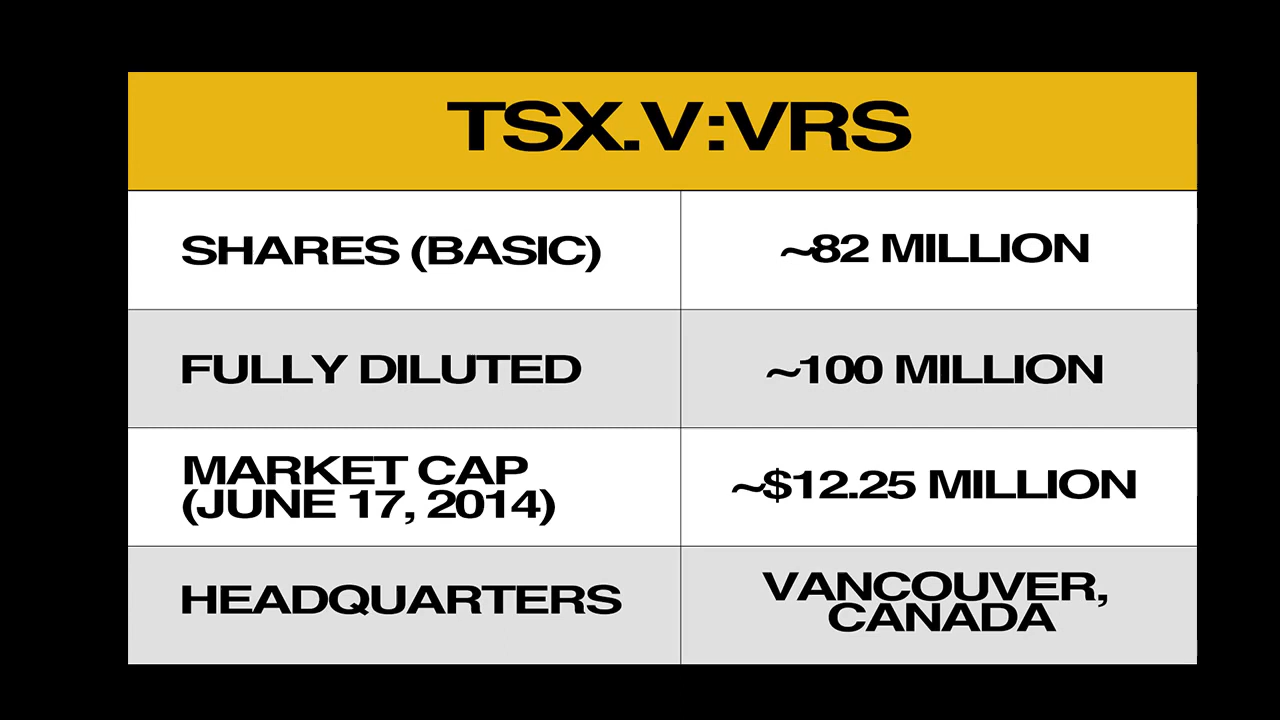 TSX.V:VRS
SHARES (BASIC)
~82 MILLION
FULLY DILUTED
~100 MILLION
MARKET CAP
(JUNE 17, 2014)
~$12.25 MILLION
HEADQUARTERS
VANCOUVER,
CANADA